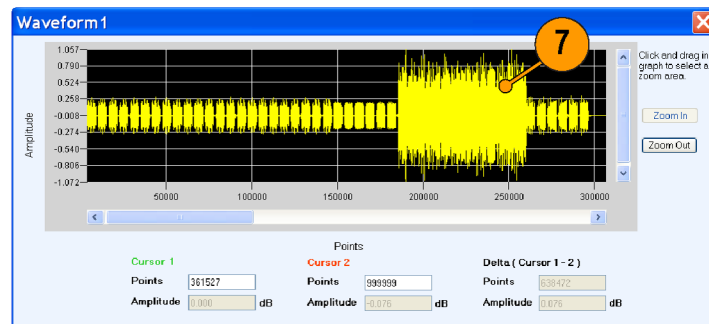 Waveform1
7
1.057
0.790
0.524
0.258
-0.008
-0.274
-0.540
-0.806
-1.072
Amplitude
50000 100000 150000 200000 250000 300000
Click and drag in
graph to select a
zoom area.
Zoom In
Zoom Out
Points
Cursor 1 Cursor 2 Delta ( Cursor 1 - 2 )
Points 361527 Points 999999 Points 638472
Amplitude 0.000 dB Amplitude -0.076 dB Amplitude 0.076 dB